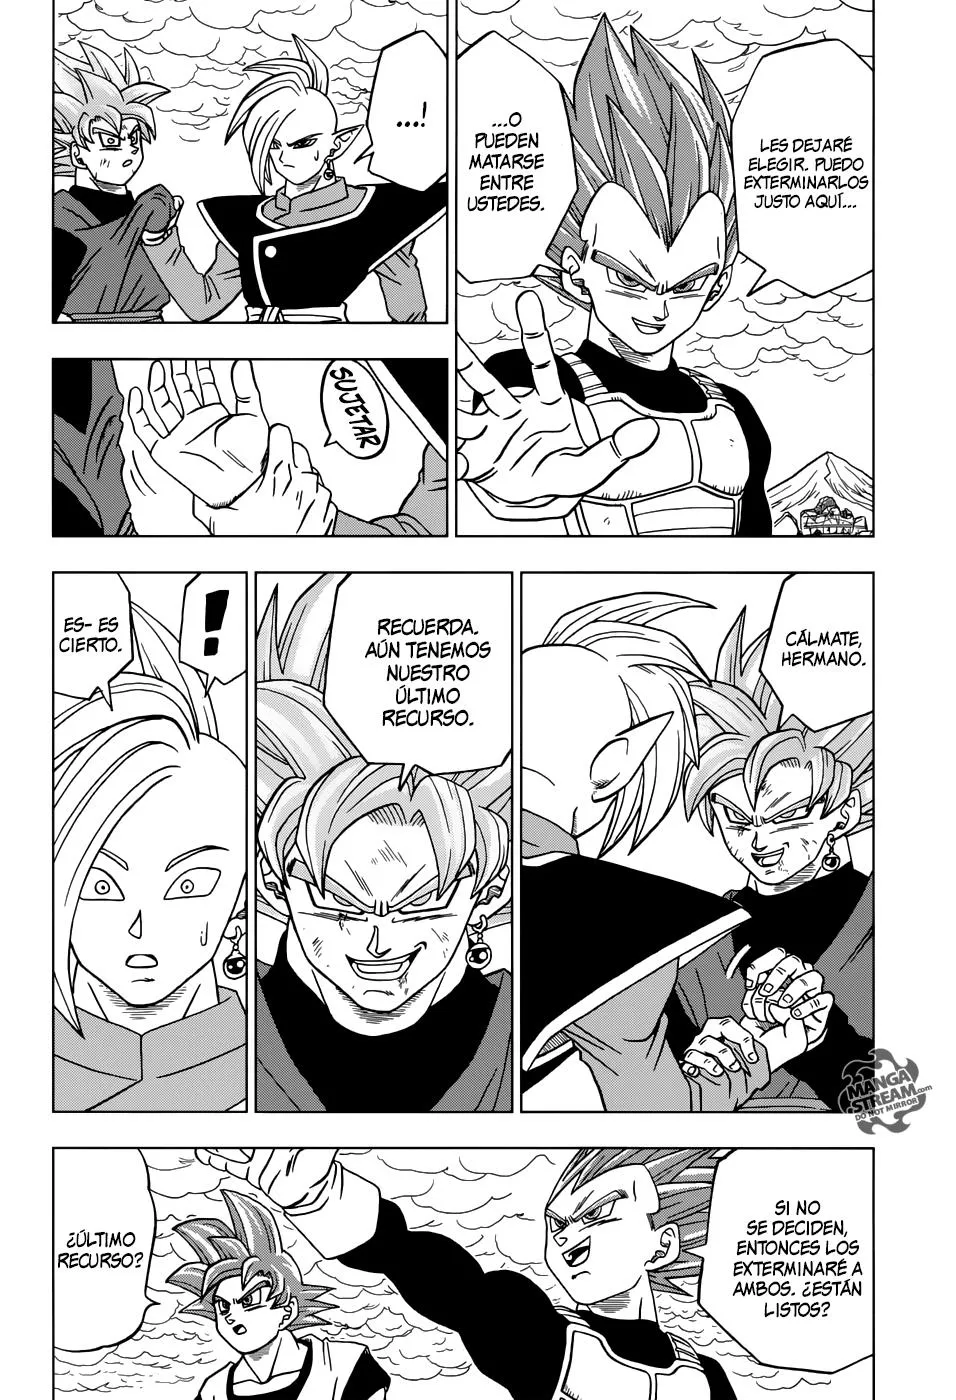 LES DEJARÉ
ELEGIR. PUEDO
EXTERMINARLOS
JUSTO AQUÍ...
...O
PUEDEN
MATARSE
ENTRE
USTEDES.
...!
SUJETAR
CÁLMATE,
HERMANO.
RECUERDA.
AÚN TENEMOS
NUESTRO
ÚLTIMO
RECURSO.
!
ES- ES
CIERTO.
MANGA
STREAM.com
DO NOT MIRROR
SI NO
SE DECIDEN,
ENTONCES LOS
EXTERMINARÉ A
AMBOS. ¿ESTÁN
LISTOS?
¿ÚLTIMO
RECURSO?